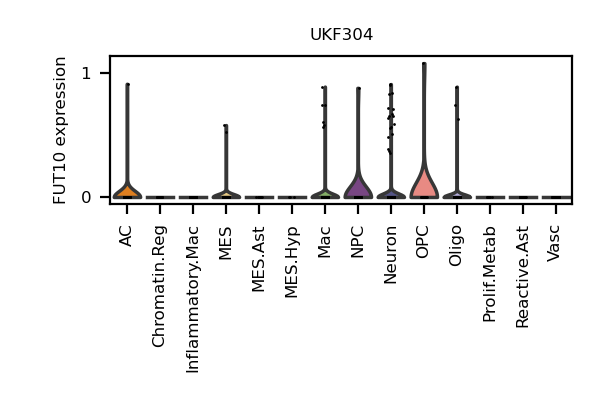 UKF304
FUT10 expression
1
0
AC
Chromatin.Reg
Inflammatory.Mac
MES
MES.Ast
MES.Hyp
Mac
NPC
Neuron
OPC
Oligo
Prolif.Metab
Reactive.Ast
Vasc